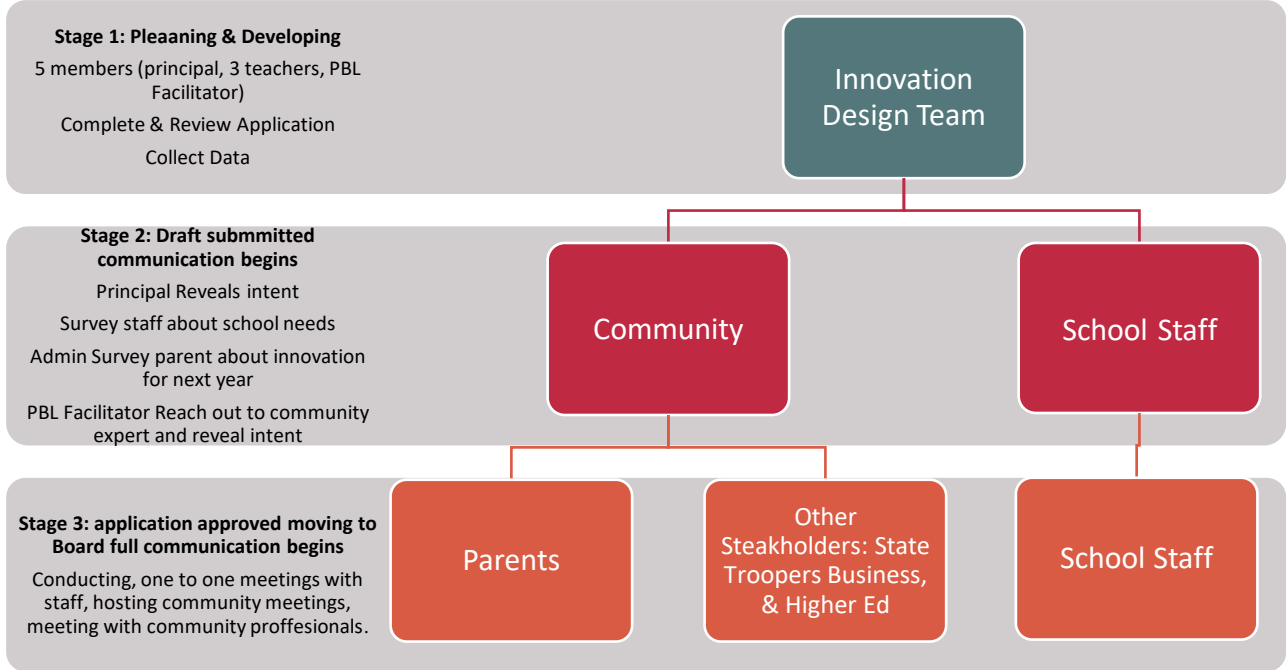 Stage 1: Pleaaning & Developing
5 members (principal, 3 teachers, PBL
Facilitator)
Complete & Review Application
Collect Data
Innovation
Design Team
Stage 2: Draft submmitted
communication begins
Principal Reveals intent
Survey staff about school needs
Admin Survey parent about innovation
for next year
PBL Facilitator Reach out to community
expert and reveal intent
Community
School Staff
Stage 3: application approved moving to
Board full communication begins
Conducting, one to one meetings with
staff, hosting community meetings,
meeting with community proffesionals.
Parents
Other
Steakholders: State
Troopers Business,
& Higher Ed
School Staff